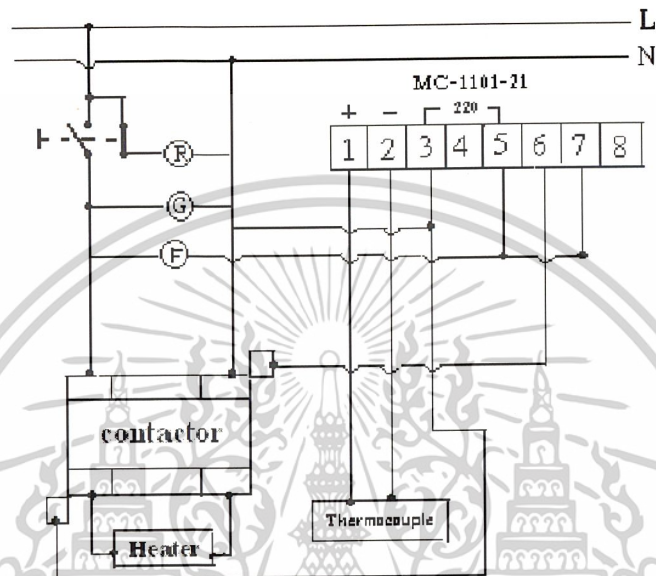 L
N
MC-1101-21
+ − 220
1 2 3 4 5 6 7 8
R
G
F
contactor
Thermocouple
Heater